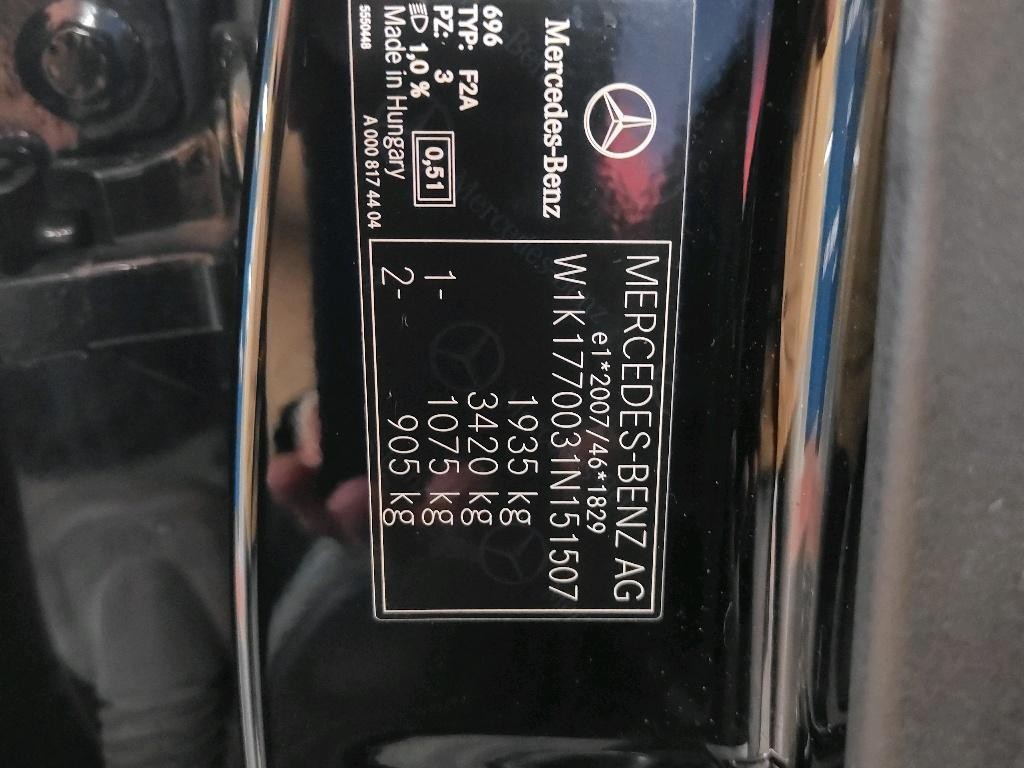 Mercedes-Benz
696
TYP: F2A
PZ: 3
1,0 %
0,51
Made in Hungary
5550448
A 000 817 44 04
MERCEDES-BENZ AG
e1*2007/46*1829
W1K1770031N151507
1935 kg
3420 kg
1- 1075 kg
2- 905 kg